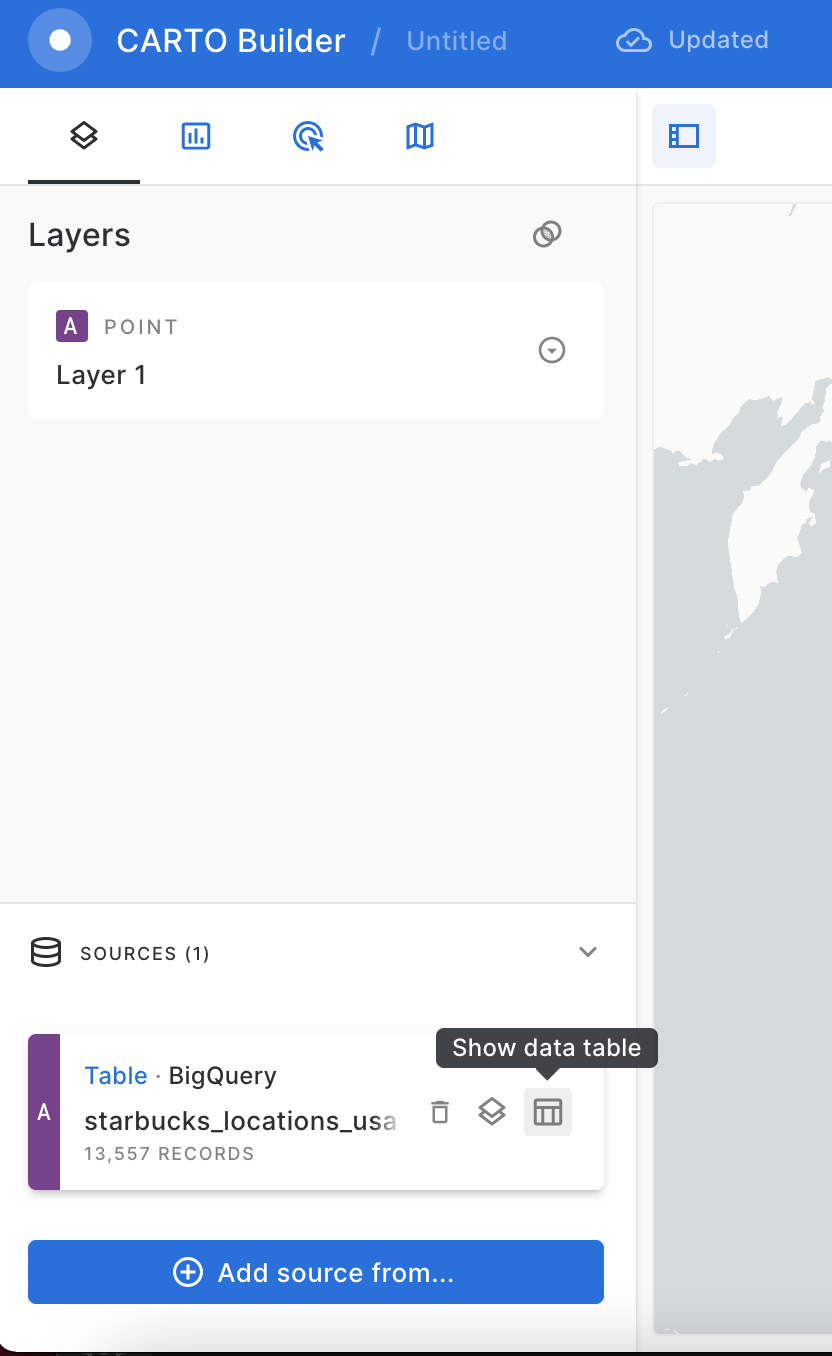 CARTO Builder / Untitled
Updated
Layers
A POINT
Layer 1
SOURCES (1)
Show data table
Table · BigQuery
A
starbucks_locations_usa
13,557 RECORDS
Add source from...